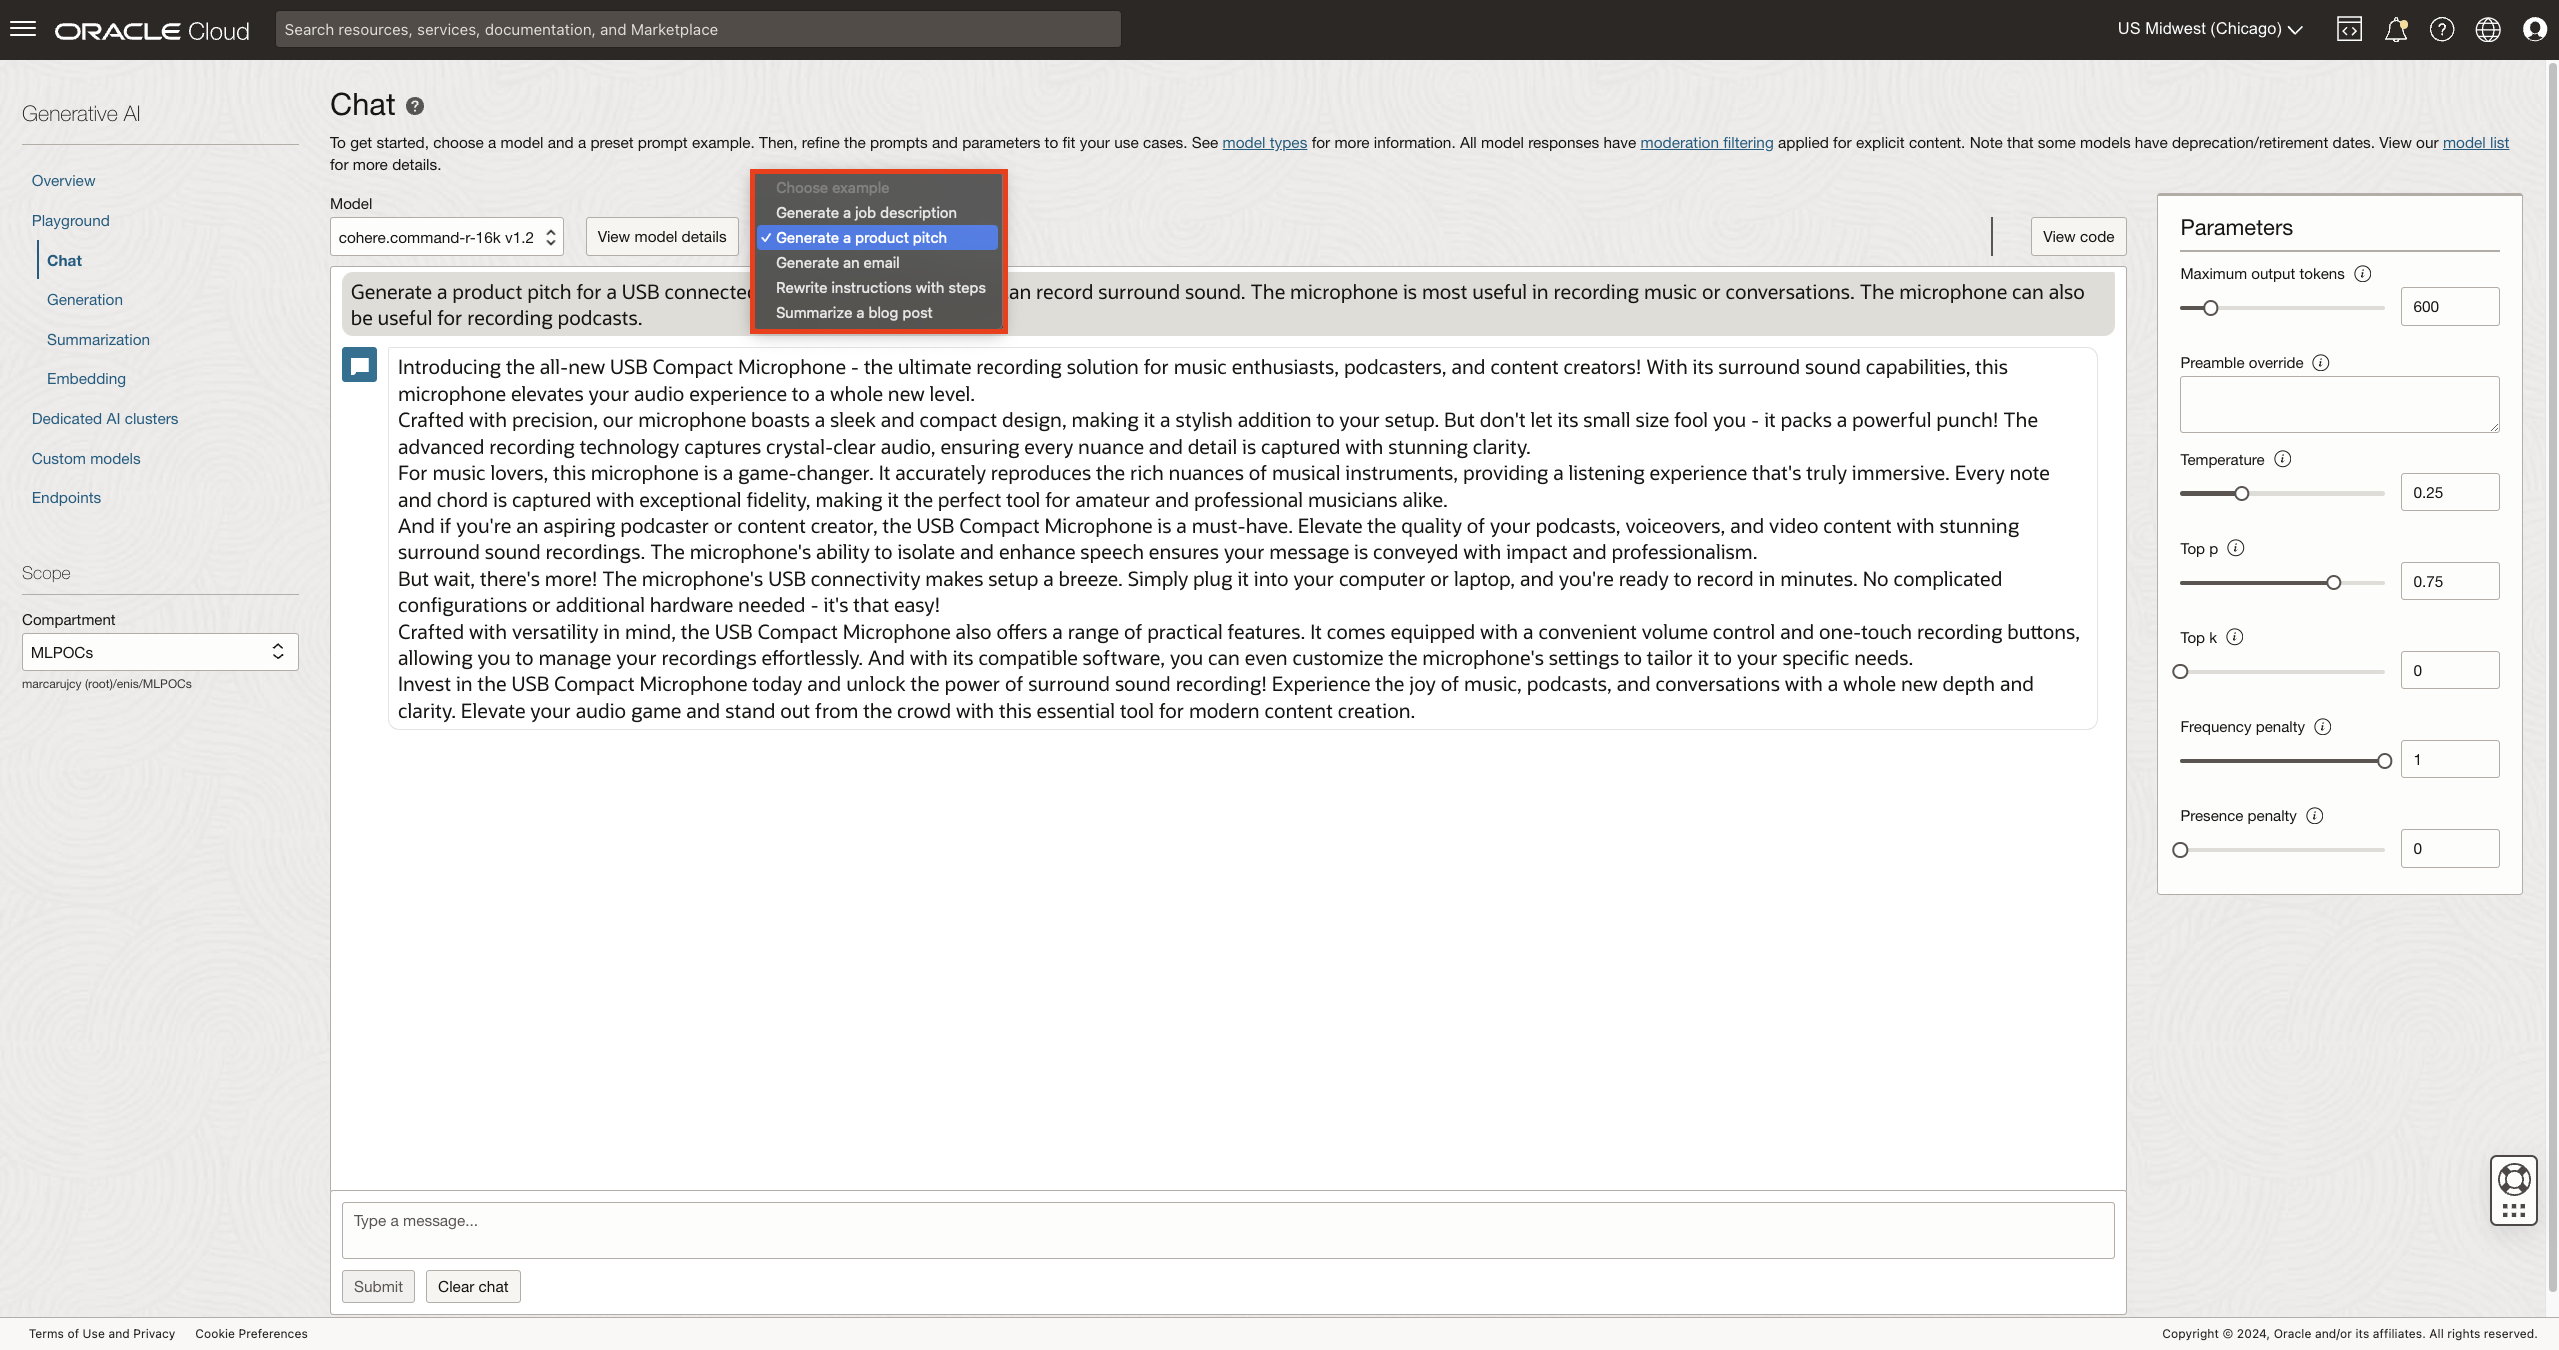 ORACLE Cloud
Search resources, services, documentation, and Marketplace
US Midwest (Chicago)
Generative AI
Overview
Playground
Chat
Generation
Summarization
Embedding
Dedicated AI clusters
Custom models
Endpoints
Scope
Compartment
MLPOCs
marcarujcy (root)/enis/MLPOCs
Chat
To get started, choose a model and a preset prompt example. Then, refine the prompts and parameters to fit your use cases. See model types for more information. All model responses have moderation filtering applied for explicit content. Note that some models have deprecation/retirement dates. View our model list
for more details.
Model
cohere.command-r-16k v1.2
View model details
Choose example
Generate a job description
Generate a product pitch
Generate an email
Rewrite instructions with steps
Summarize a blog post
View code
Generate a product pitch for a USB connected an record surround sound. The microphone is most useful in recording music or conversations. The microphone can also
be useful for recording podcasts.
Introducing the all-new USB Compact Microphone - the ultimate recording solution for music enthusiasts, podcasters, and content creators! With its surround sound capabilities, this
microphone elevates your audio experience to a whole new level.
Crafted with precision, our microphone boasts a sleek and compact design, making it a stylish addition to your setup. But don't let its small size fool you - it packs a powerful punch! The
advanced recording technology captures crystal-clear audio, ensuring every nuance and detail is captured with stunning clarity.
For music lovers, this microphone is a game-changer. It accurately reproduces the rich nuances of musical instruments, providing a listening experience that's truly immersive. Every note
and chord is captured with exceptional fidelity, making it the perfect tool for amateur and professional musicians alike.
And if you're an aspiring podcaster or content creator, the USB Compact Microphone is a must-have. Elevate the quality of your podcasts, voiceovers, and video content with stunning
surround sound recordings. The microphone's ability to isolate and enhance speech ensures your message is conveyed with impact and professionalism.
But wait, there's more! The microphone's USB connectivity makes setup a breeze. Simply plug it into your computer or laptop, and you're ready to record in minutes. No complicated
configurations or additional hardware needed - it's that easy!
Crafted with versatility in mind, the USB Compact Microphone also offers a range of practical features. It comes equipped with a convenient volume control and one-touch recording buttons,
allowing you to manage your recordings effortlessly. And with its compatible software, you can even customize the microphone's settings to tailor it to your specific needs.
Invest in the USB Compact Microphone today and unlock the power of surround sound recording! Experience the joy of music, podcasts, and conversations with a whole new depth and
clarity. Elevate your audio game and stand out from the crowd with this essential tool for modern content creation.
Type a message...
Submit
Clear chat
Parameters
Maximum output tokens
600
Preamble override
Temperature
0.25
Top p
0.75
Top k
0
Frequency penalty
1
Presence penalty
0
Terms of Use and Privacy
Cookie Preferences
Copyright © 2024, Oracle and/or its affiliates. All rights reserved.